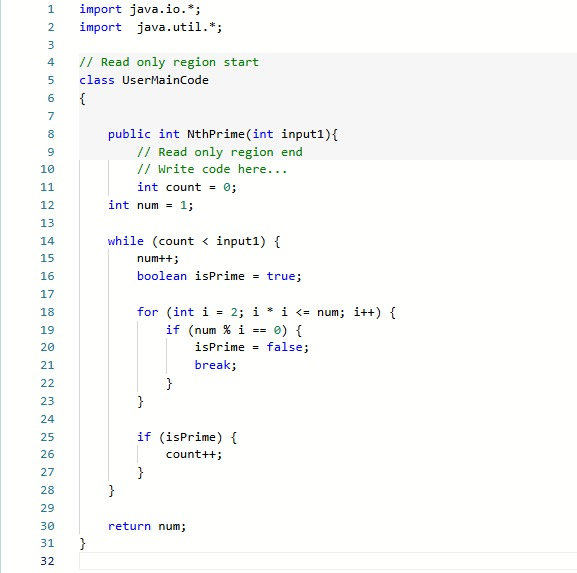 1 import java.io.*;
2 import  java.util.*;
3
4 // Read only region start
5 class UserMainCode
6 {
7
8     public int NthPrime(int input1){
9         // Read only region end
10         // Write code here...
11         int count = 0;
12     int num = 1;
13
14     while (count < input1) {
15         num++;
16         boolean isPrime = true;
17
18         for (int i = 2; i * i <= num; i++) {
19             if (num % i == 0) {
20                 isPrime = false;
21                 break;
22             }
23         }
24
25         if (isPrime) {
26             count++;
27         }
28     }
29
30     return num;
31 }
32